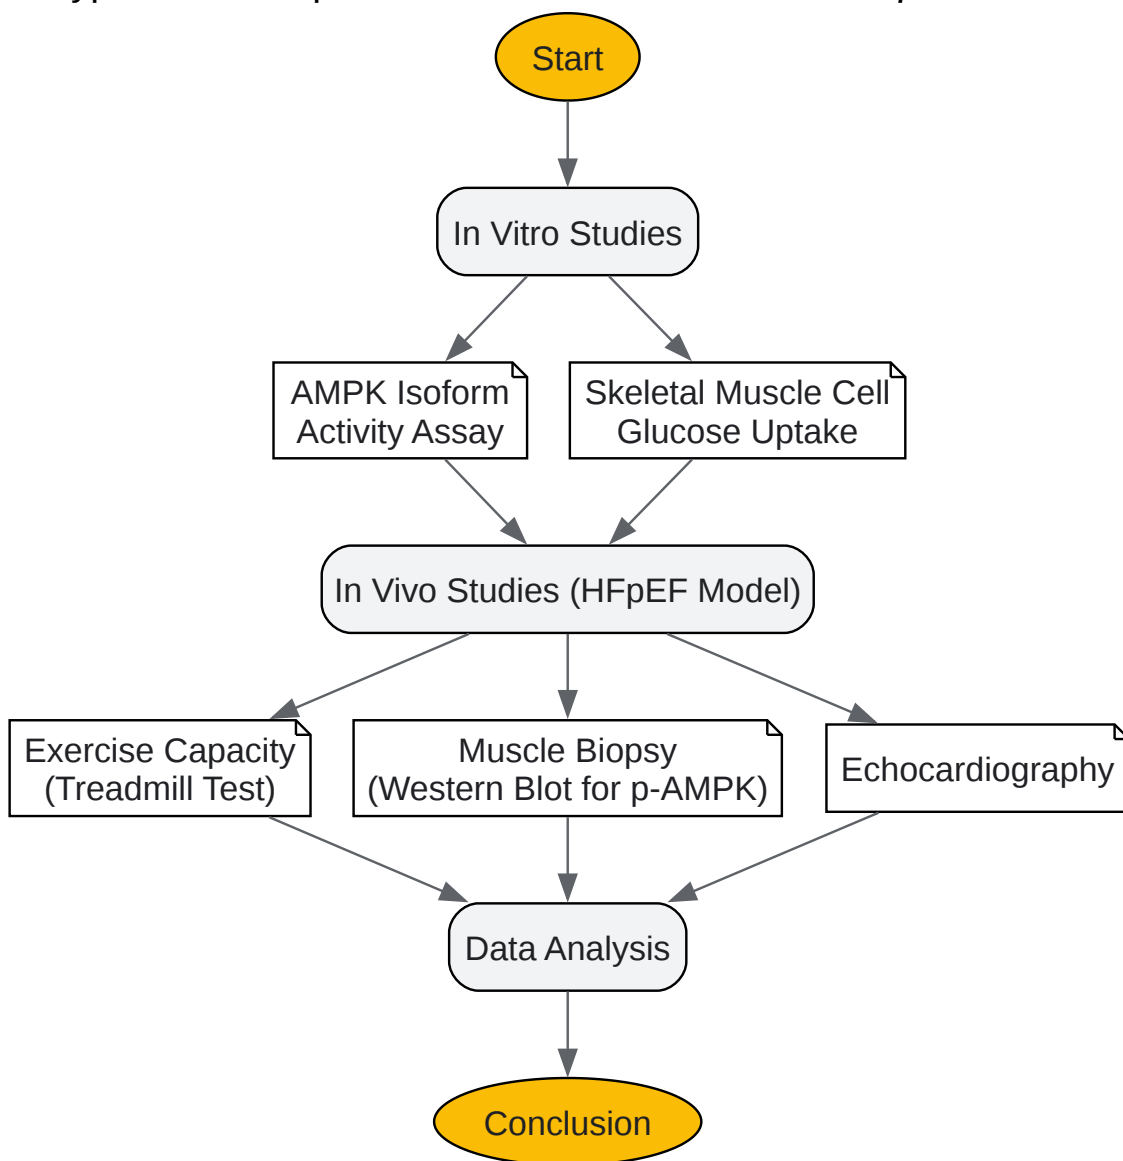 Start
In Vitro Studies
AMPK Isoform
Activity Assay
Skeletal Muscle Cell
Glucose Uptake
In Vivo Studies (HFpEF Model)
Exercise Capacity
(Treadmill Test)
Muscle Biopsy
(Western Blot for p-AMPK)
Echocardiography
Data Analysis
Conclusion